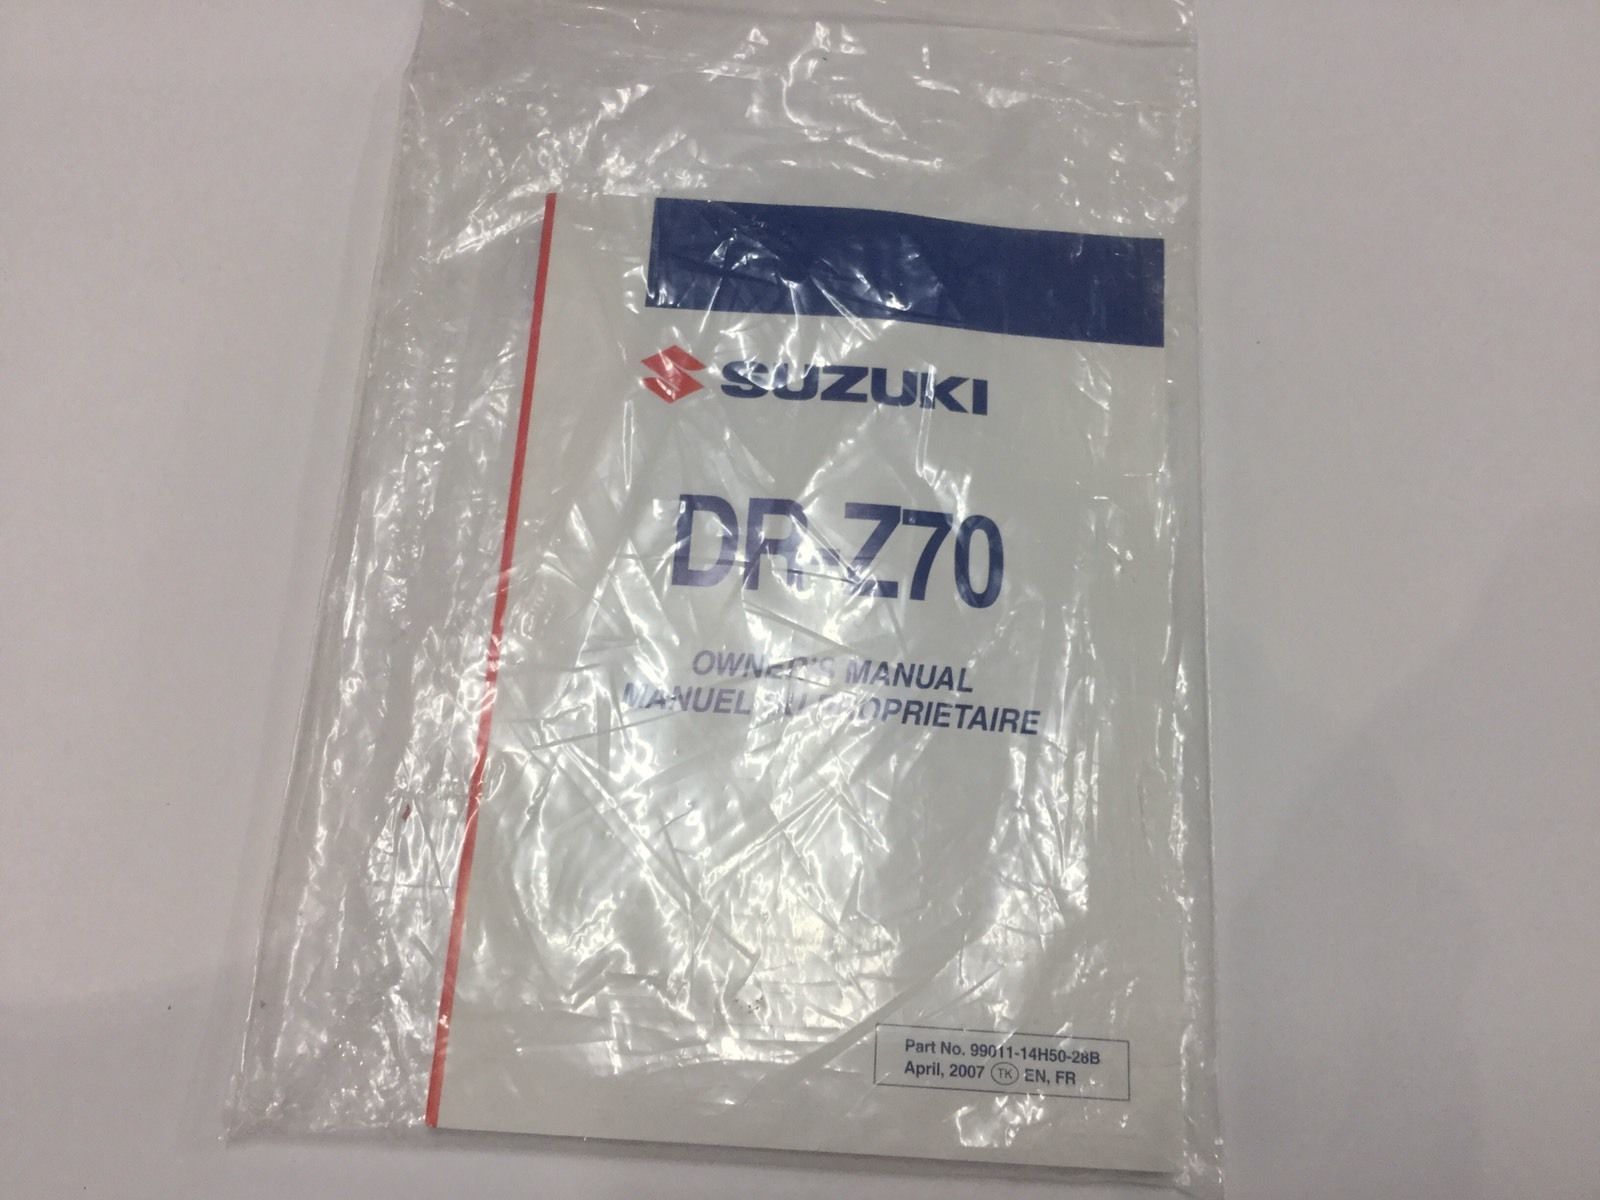 SUZUKI
DR-Z70
OWNER'S MANUAL
MANUEL DU PROPRIETAIRE
Part No. 99011-14H50-28B
April, 2007 TK EN, FR